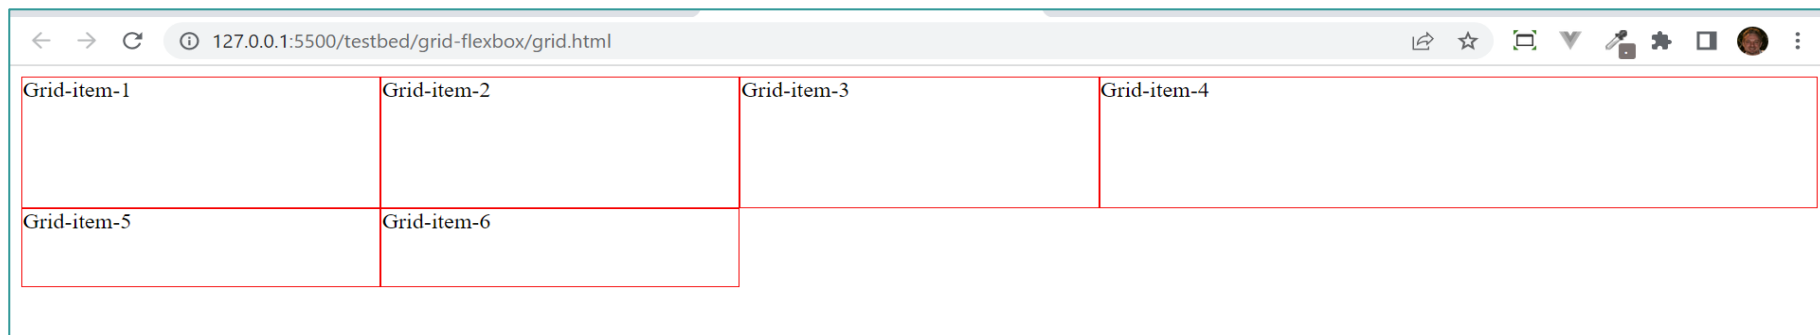 127.0.0.1:5500/testbed/grid-flexbox/grid.html
Grid-item-1 Grid-item-2 Grid-item-3 Grid-item-4
Grid-item-5 Grid-item-6